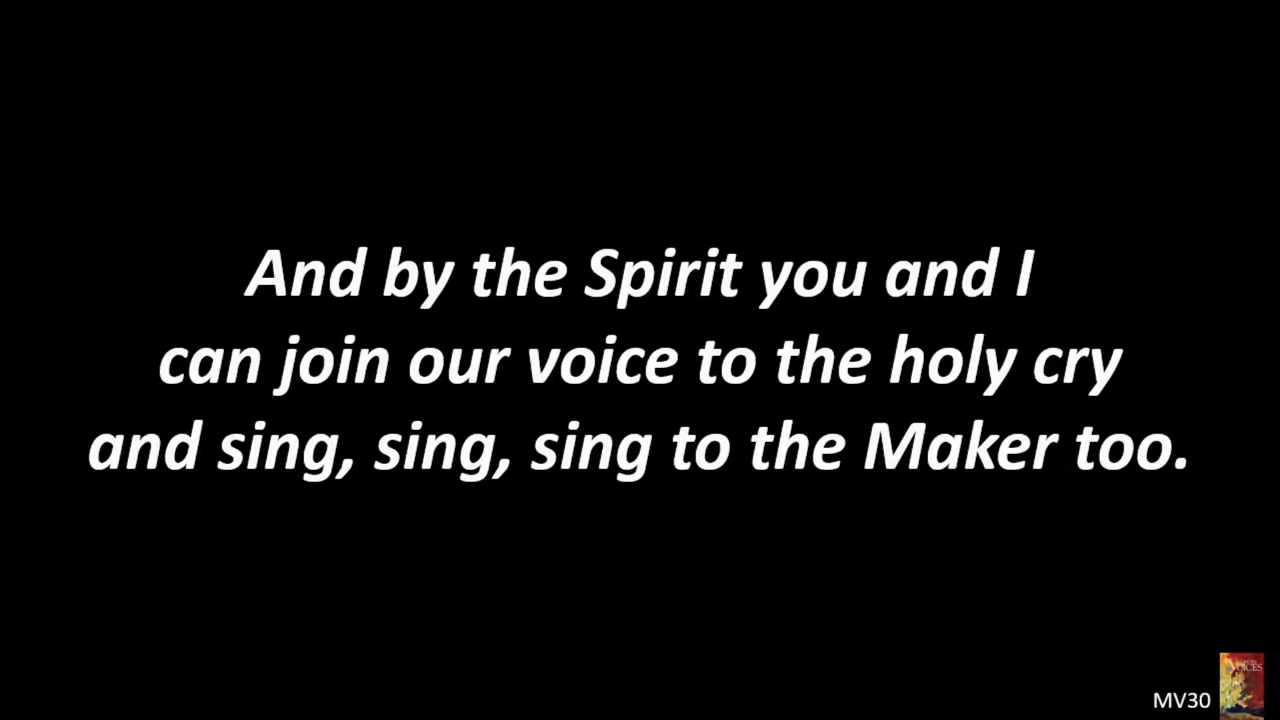 And by the Spirit you and I
can join our voice to the holy cry
and sing, sing, sing to the Maker too.
VOICES
MV30